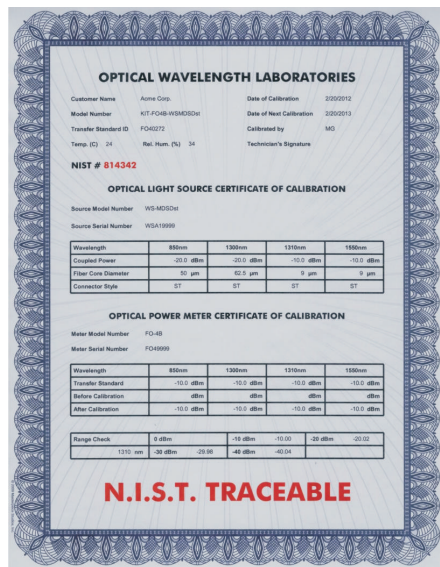 OPTICAL WAVELENGTH LABORATORIES
Customer Name Acme Corp. Date of Calibration 2/20/2012
Model Number KIT-FO4B-WSMDSDst Date of Next Calibration 2/20/2013
Transfer Standard ID FO40272 Calibrated by MG
Temp. (C) 24 Rel. Hum. (%) 34 Technician's Signature
NIST # 814342
OPTICAL LIGHT SOURCE CERTIFICATE OF CALIBRATION
Source Model Number WS-MDSDst
Source Serial Number WSA19999
Wavelength 850nm 1300nm 1310nm 1550nm
Coupled Power -20.0 dBm -20.0 dBm -10.0 dBm -10.0 dBm
Fiber Core Diameter 50 µm 62.5 µm 9 µm 9 µm
Connector Style ST ST ST ST
OPTICAL POWER METER CERTIFICATE OF CALIBRATION
Meter Model Number FO-4B
Meter Serial Number FO49999
Wavelength 850nm 1300nm 1310nm 1550nm
Transfer Standard -10.0 dBm -10.0 dBm -10.0 dBm -10.0 dBm
Before Calibration dBm dBm dBm dBm
After Calibration -10.0 dBm -10.0 dBm -10.0 dBm -10.0 dBm
Range Check 0 dBm -10 dBm -10.00 -20 dBm -20.02
1310 nm -30 dBm -29.98 -40 dBm -40.04
N.I.S.T. TRACEABLE